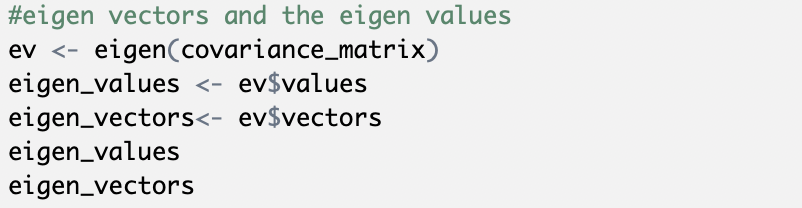 #eigen vectors and the eigen values
ev <- eigen(covariance_matrix)
eigen_values <- ev$values
eigen_vectors<- ev$vectors
eigen_values
eigen_vectors